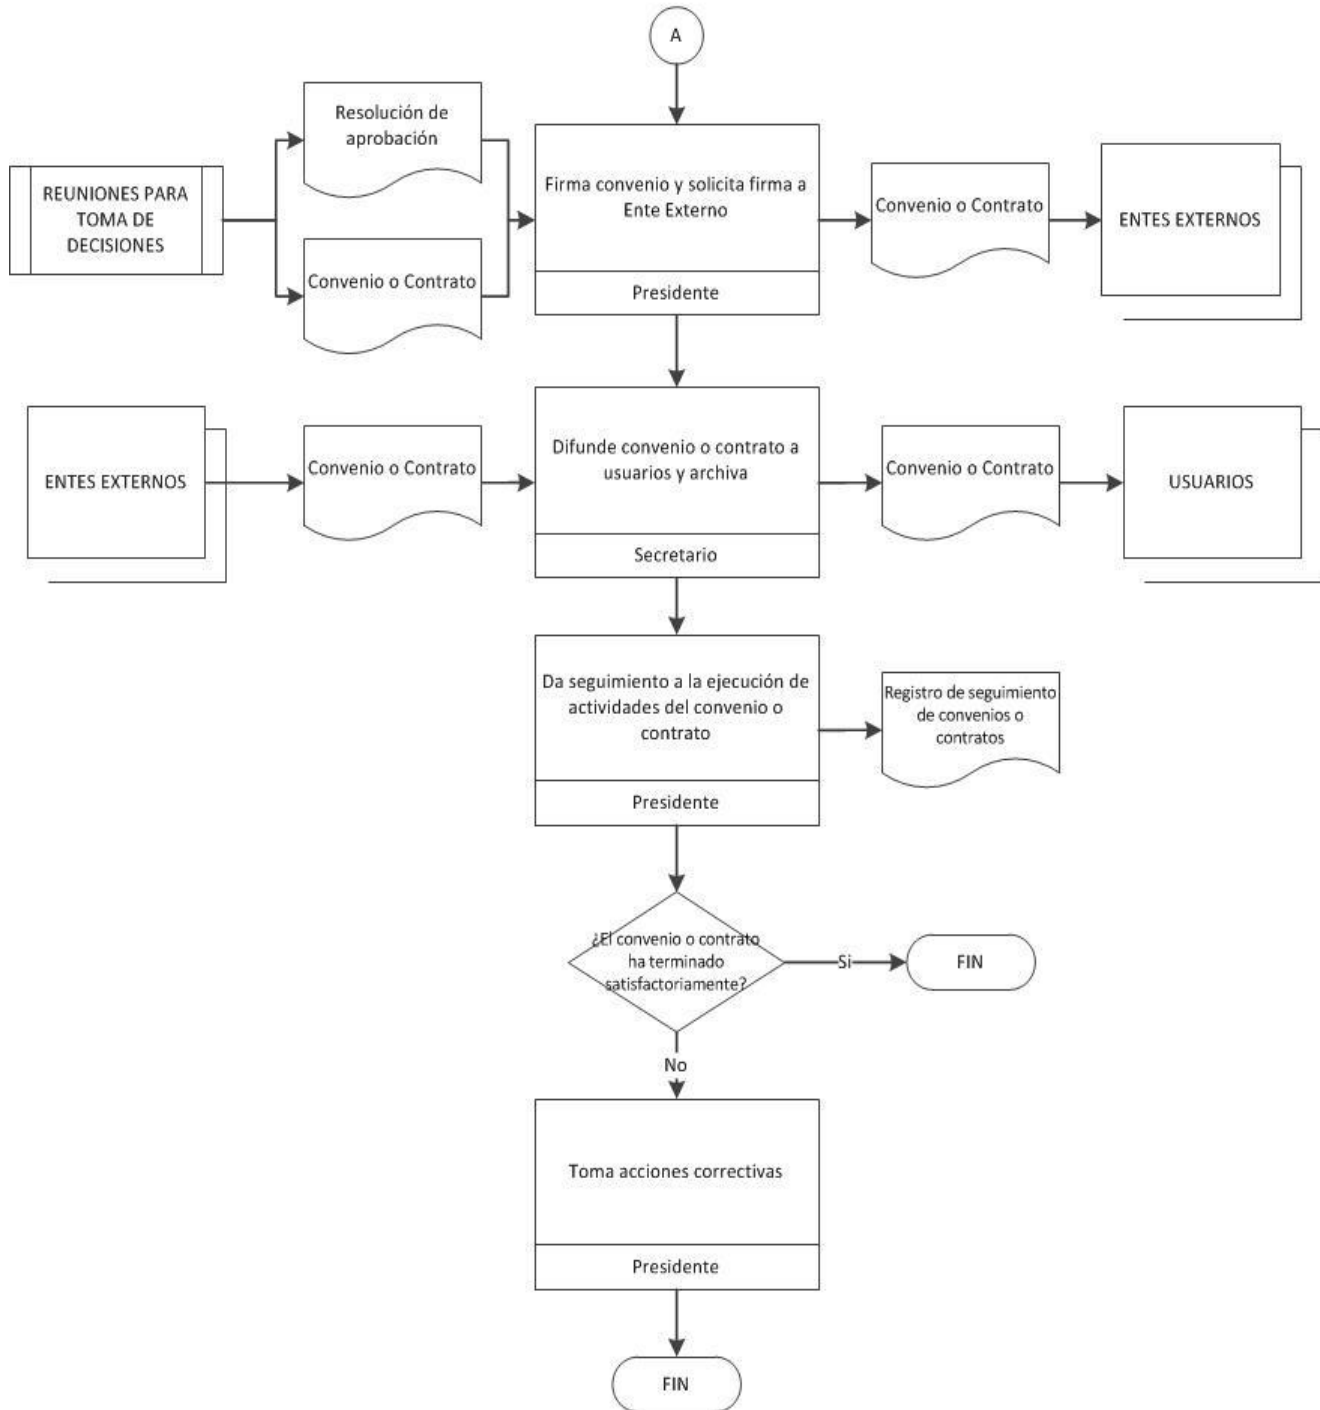 A
Resolución de
aprobación
REUNIONES PARA
TOMA DE
DECISIONES
Convenio o Contrato
Firma convenio y solicita firma a
Ente Externo
Presidente
Convenio o Contrato
ENTES EXTERNOS
ENTES EXTERNOS
Convenio o Contrato
Difunde convenio o contrato a
usuarios y archiva
Secretario
Convenio o Contrato
USUARIOS
Da seguimiento a la ejecución de
actividades del convenio o
contrato
Presidente
Registro de seguimiento
de convenios o
contratos
¿El convenio o contrato
ha terminado
satisfactoriamente?
Si
FIN
No
Toma acciones correctivas
Presidente
FIN